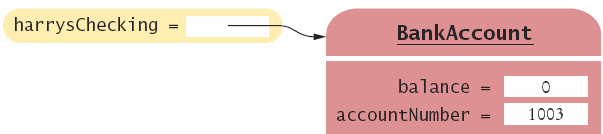 harrysChecking =
BankAccount
balance = 0
accountNumber = 1003